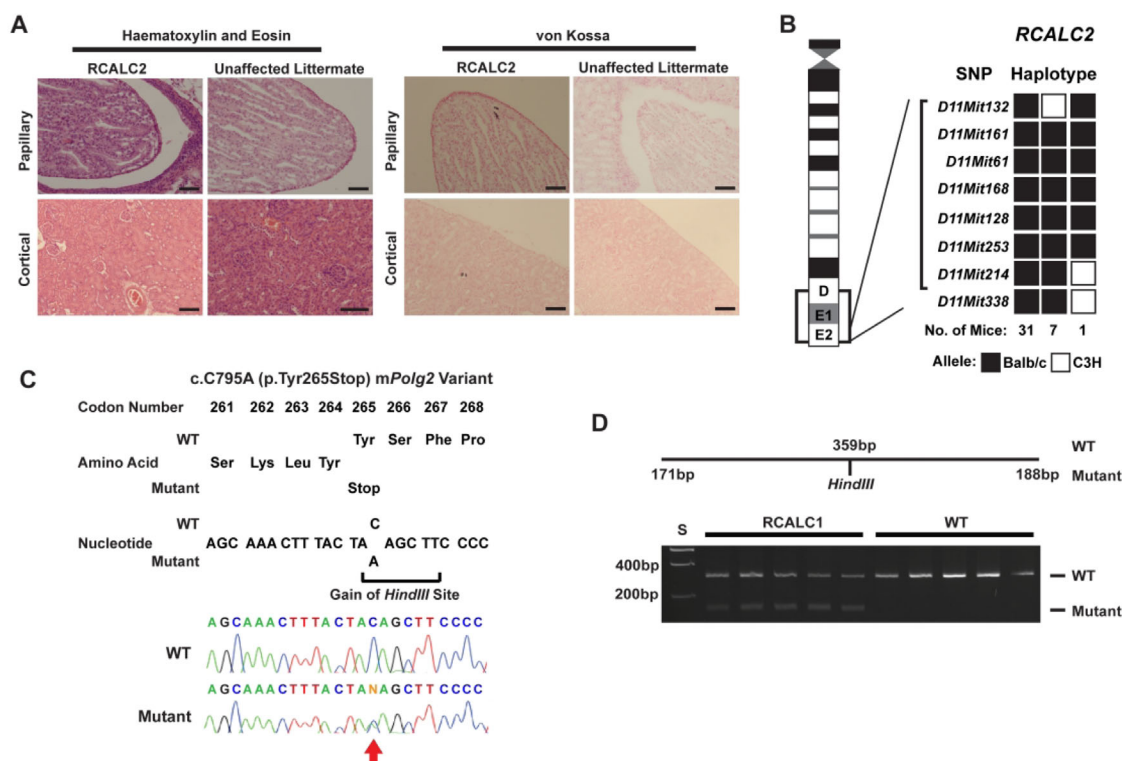 A
Haematoxylin and Eosin
von Kossa
RCALC2
Unaffected Littermate
RCALC2
Unaffected Littermate
Papillary
Cortical
Papillary
Cortical
B
RCALC2
SNP Haplotype
D11Mit132
D11Mit161
D11Mit61
D11Mit168
D11Mit128
D11Mit253
D11Mit214
D11Mit338
D
E1
E2
No. of Mice: 31 7 1
Allele: Balb/c C3H
C
c.C795A (p.Tyr265Stop) mPolg2 Variant
Codon Number 261 262 263 264 265 266 267 268
WT Tyr Ser Phe Pro
Amino Acid Ser Lys Leu Tyr
Mutant Stop
WT C
Nucleotide AGC AAA CTT TAC TA AGC TTC CCC
Mutant A
Gain of HindIII Site
AGCAAACTTTACTACAGCTTCCCC
WT
AGCAAACTTTACTANAGCTTCCCC
Mutant
D
359bp WT
171bp HindIII 188bp Mutant
S RCALC1 WT
400bp
WT
200bp
Mutant